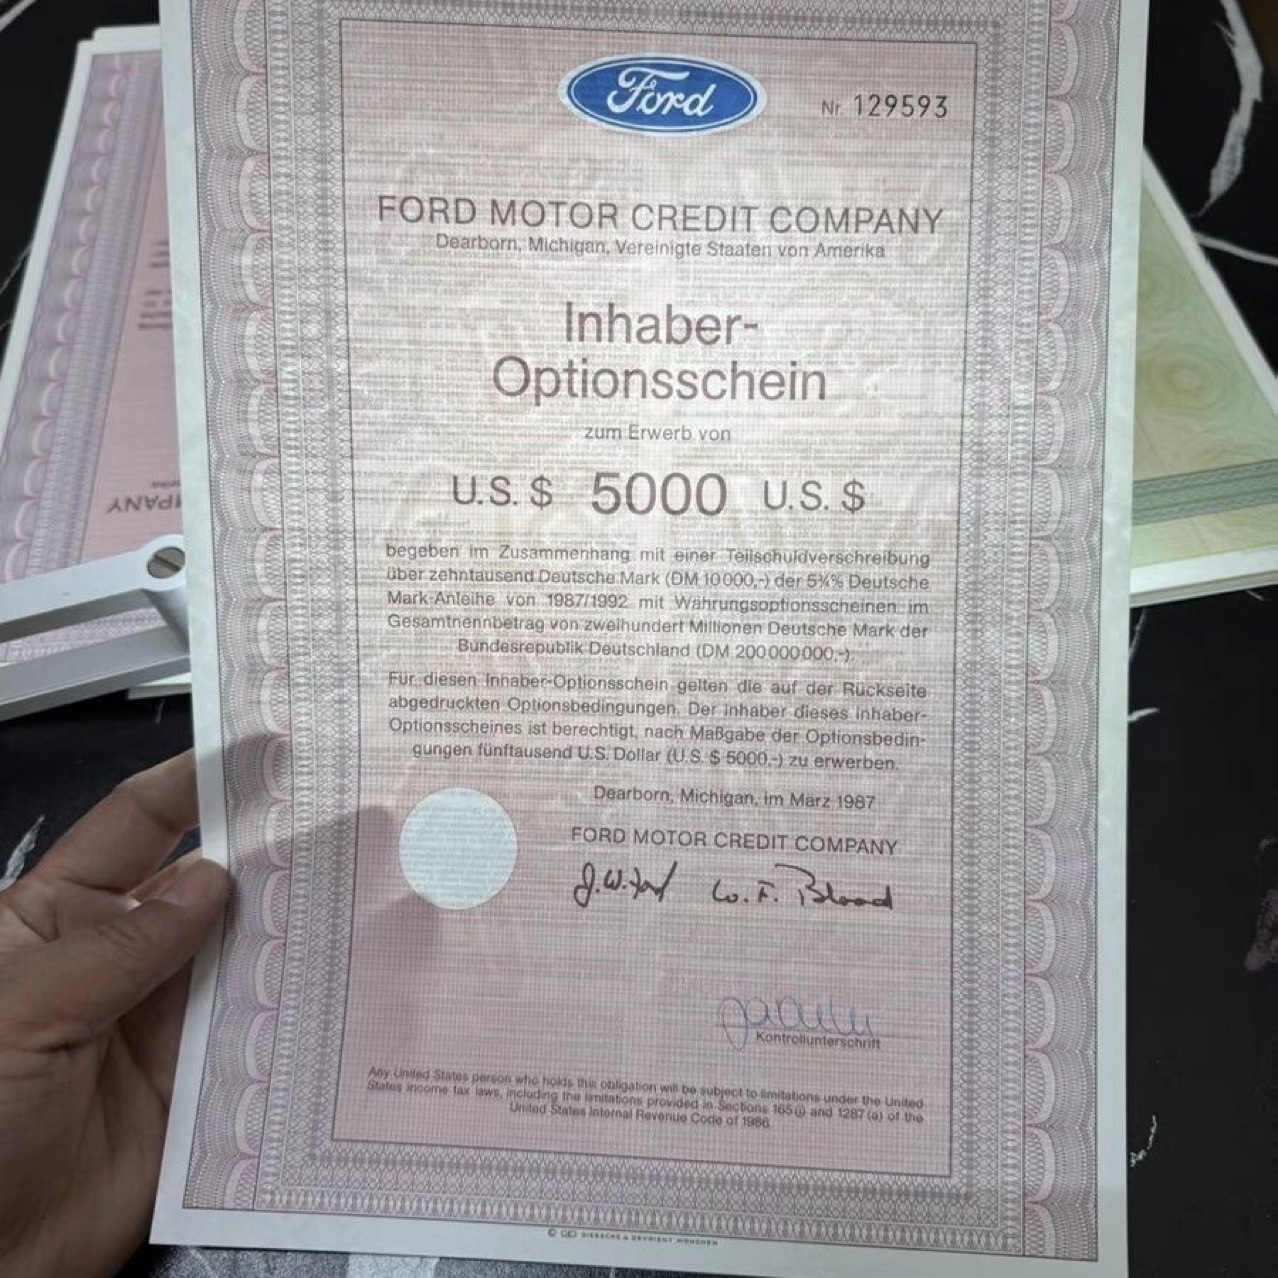 Ford
Nr. 129593
FORD MOTOR CREDIT COMPANY
Dearborn, Michigan, Vereinigte Staaten von Amerika
Inhaber-
Optionsschein
zum Erwerb von
U.S. $ 5000 U.S. $
begeben im Zusammenhang mit einer Teilschuldverschreibung
über zehntausend Deutsche Mark (DM 10000,-) der 5¾% Deutsche
Mark-Anleihe von 1987/1992 mit Währungsoptionsscheinen im
Gesamtnennbetrag von zweihundert Millionen Deutsche Mark der
Bundesrepublik Deutschland (DM 200000000,-).
Für diesen Inhaber-Optionsschein gelten die auf der Rückseite
abgedruckten Optionsbedingungen. Der Inhaber dieses Inhaber-
Optionsscheines ist berechtigt, nach Maßgabe der Optionsbedin-
gungen fünftausend U.S. Dollar (U.S. $ 5000,-) zu erwerben.
Dearborn, Michigan, im März 1987
FORD MOTOR CREDIT COMPANY
W. F. Blood
Kontrollunterschrift
Any United States person who holds this obligation will be subject to limitations under the United
States income tax laws, including the limitations provided in Sections 165 (j) and 1287 (a) of the
United States Internal Revenue Code of 1986.
GIESECKE & DEVRIENT MÜNCHEN
MPANY